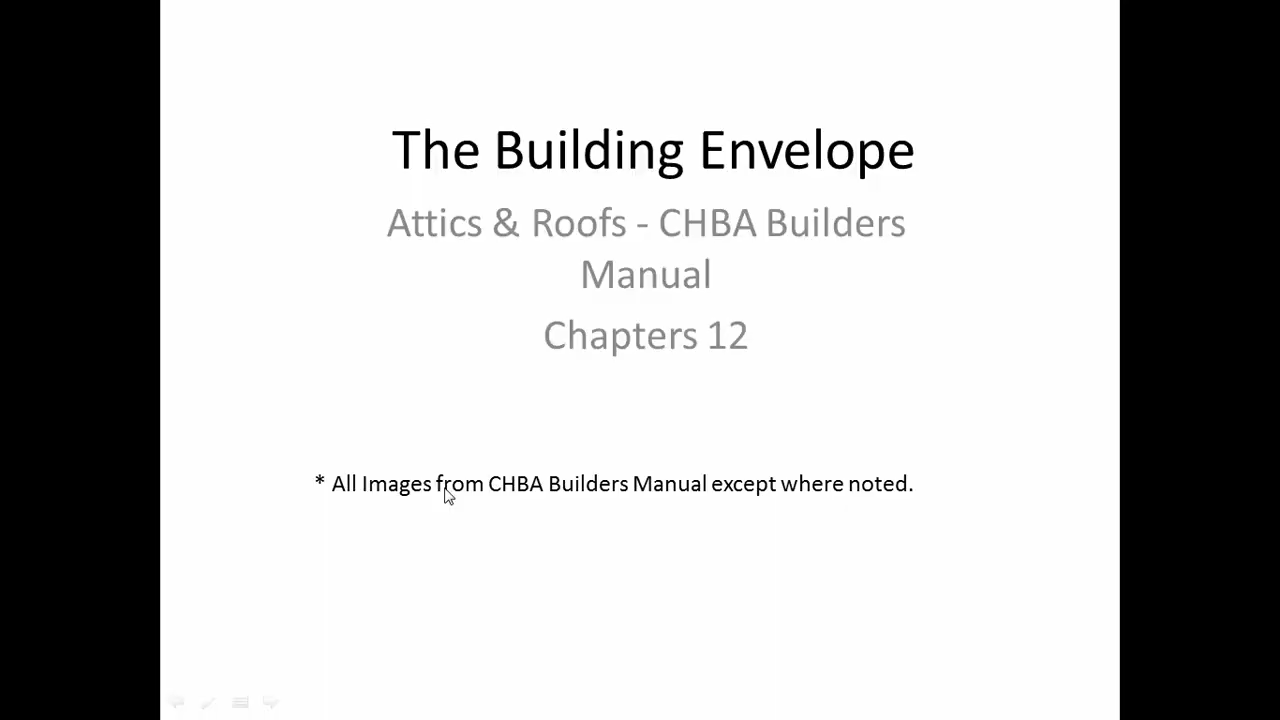 The Building Envelope
Attics & Roofs - CHBA Builders
Manual
Chapters 12
* All Images from CHBA Builders Manual except where noted.